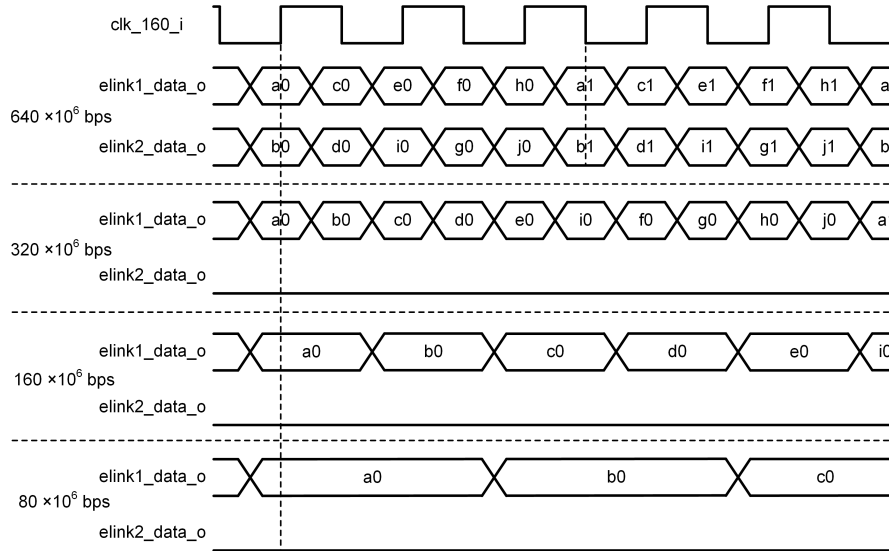 clk_160_i
elink1_data_o a0 c0 e0 f0 h0 a1 c1 e1 f1 h1 a
640 ×10⁶ bps
elink2_data_o b0 d0 i0 g0 j0 b1 d1 i1 g1 j1 b
elink1_data_o a0 b0 c0 d0 e0 i0 f0 g0 h0 j0 a
320 ×10⁶ bps
elink2_data_o
elink1_data_o a0 b0 c0 d0 e0 i0
160 ×10⁶ bps
elink2_data_o
elink1_data_o a0 b0 c0
80 ×10⁶ bps
elink2_data_o